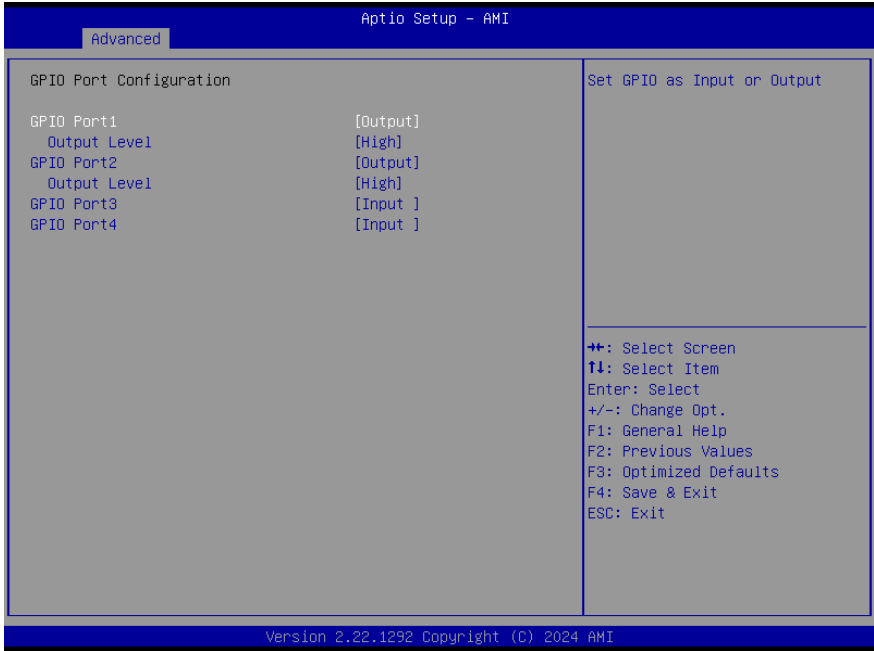 Aptio Setup – AMI
Advanced
GPIO Port Configuration
GPIO Port1 [Output]
Output Level [High]
GPIO Port2 [Output]
Output Level [High]
GPIO Port3 [Input ]
GPIO Port4 [Input ]
Set GPIO as Input or Output
→←: Select Screen
↑↓: Select Item
Enter: Select
+/-: Change Opt.
F1: General Help
F2: Previous Values
F3: Optimized Defaults
F4: Save & Exit
ESC: Exit
Version 2.22.1292 Copyright (C) 2024 AMI